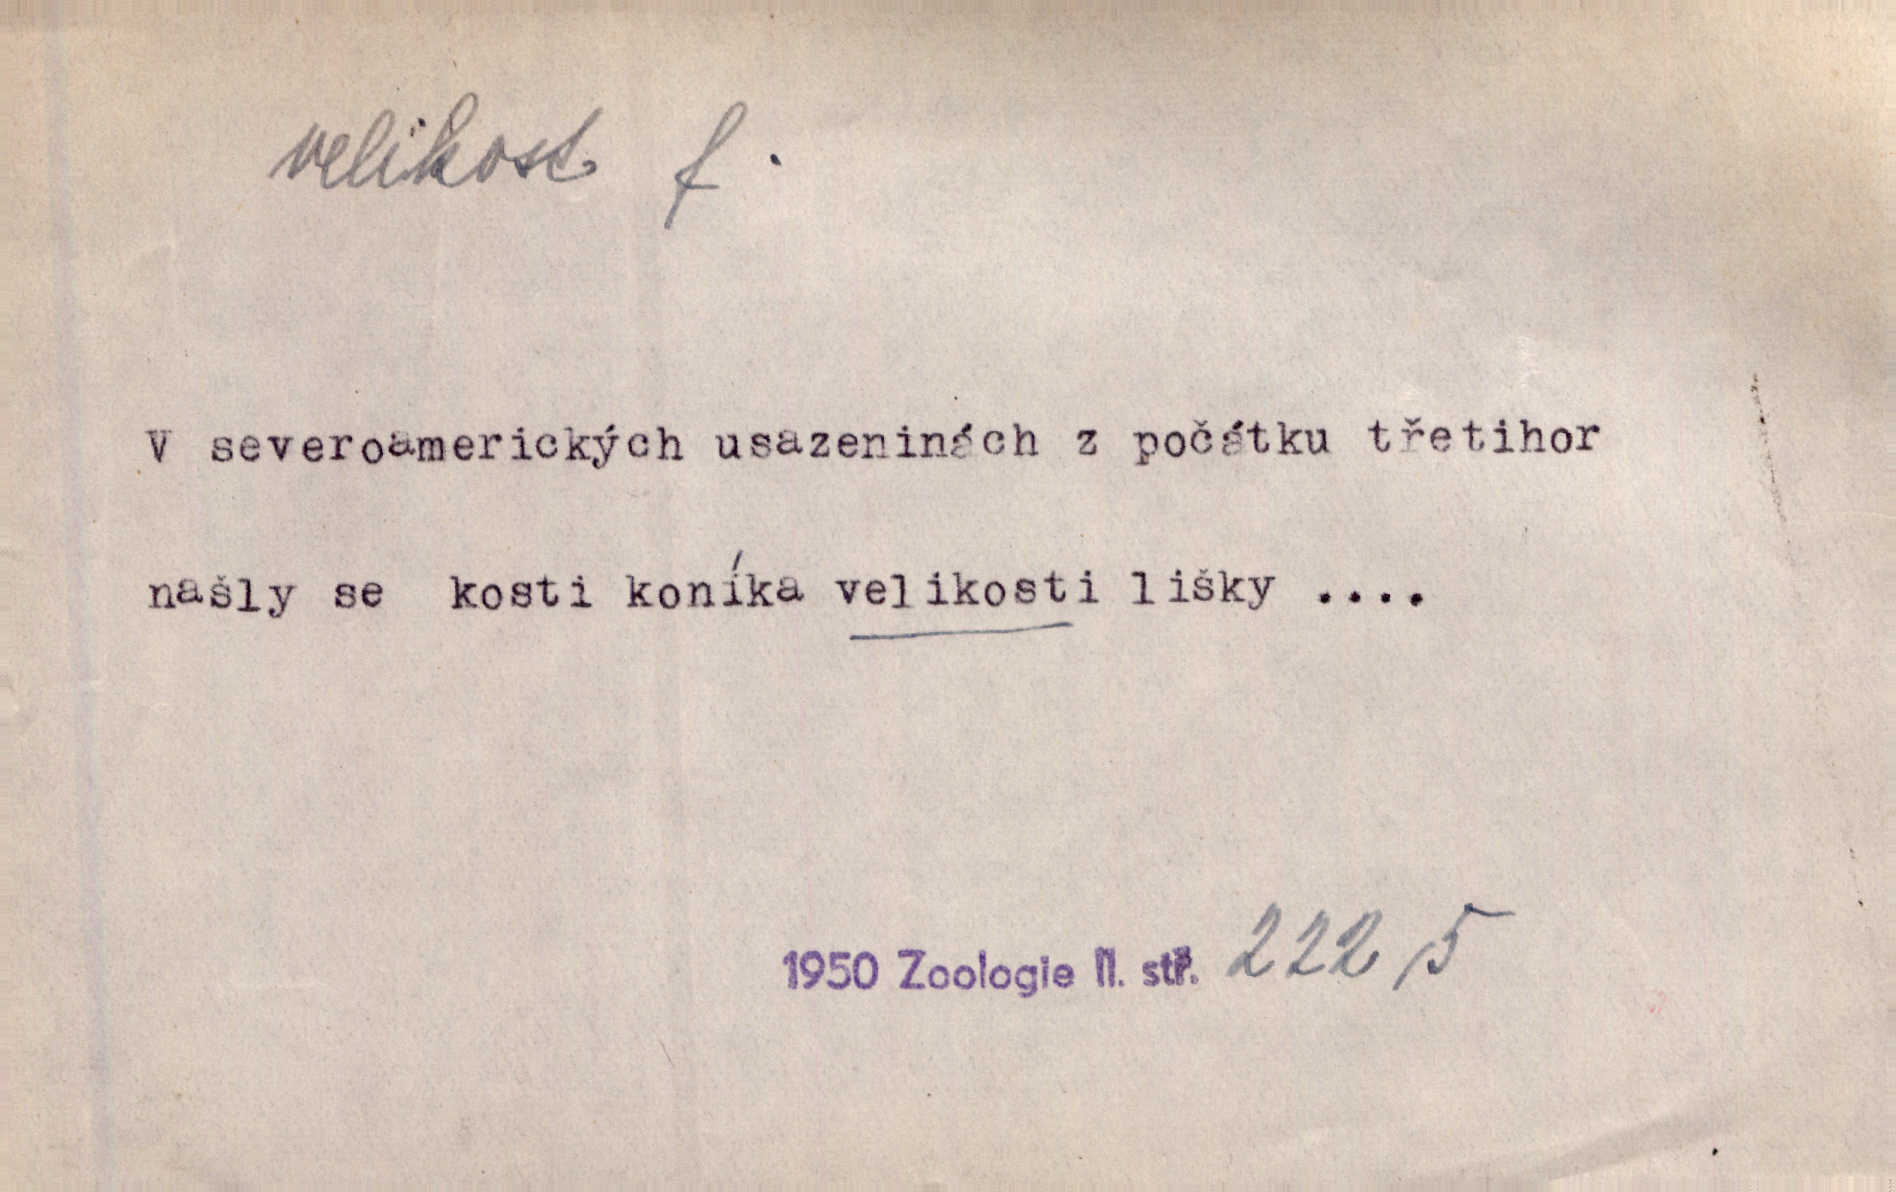 velikost f.
V severoamerických usazeninách z počátku třetihor
našly se kosti koníka velikosti lišky ....
1950 Zoologie II. str. 222/5